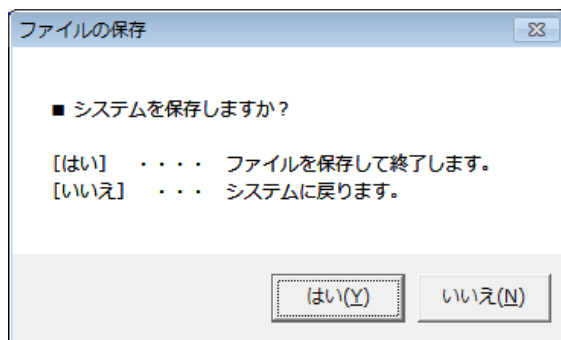 ファイルの保存
■ システムを保存しますか？
[はい] ・・・・ ファイルを保存して終了します。
[いいえ] ・・・ システムに戻ります。
はい(Y) いいえ(N)